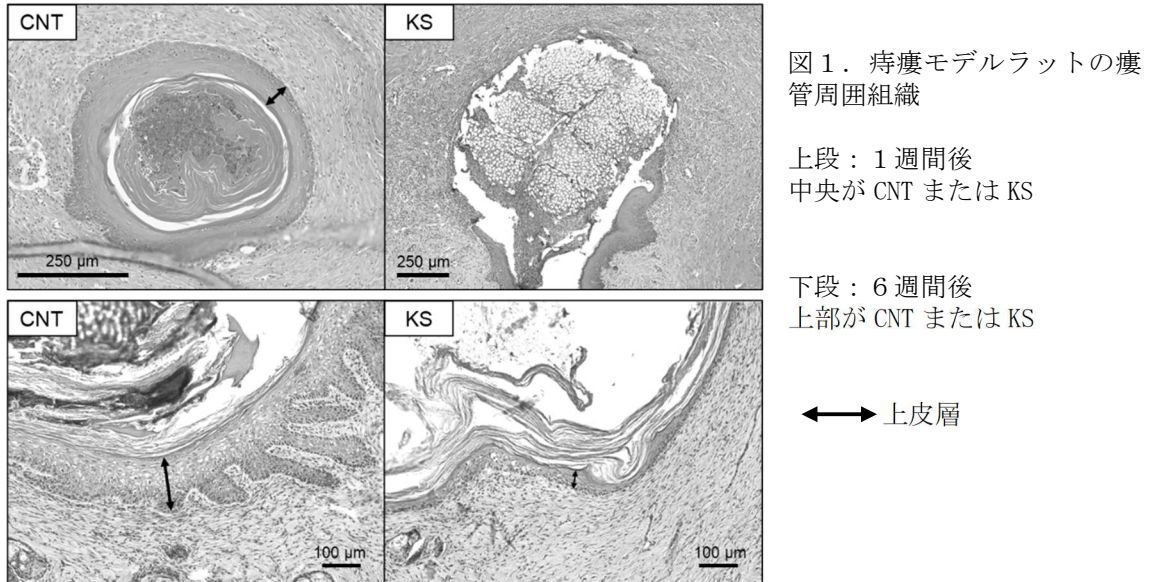 CNT
KS
250 µm
250 µm
CNT
KS
100 µm
100 µm
図１．痔瘻モデルラットの瘻
管周囲組織
上段：１週間後
中央が CNT または KS
下段：６週間後
上部が CNT または KS
上皮層